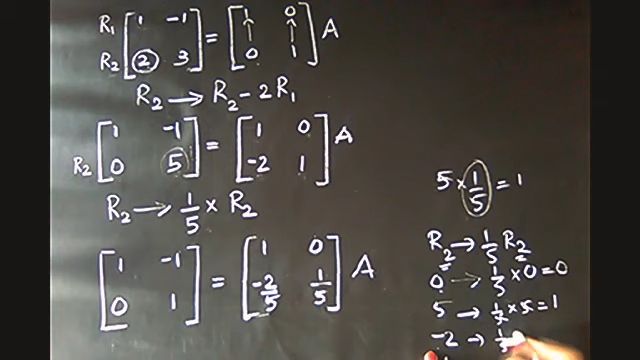 R₁ [1 -1] = [1 0] A
R₂ [2 3] [0 1]
R₂ → R₂ - 2R₁
[1 -1] = [1 0] A
R₂ [0 5] [-2 1]
R₂ → 1/5 × R₂
[1 -1] = [1 0] A
[0 1] [-2/5 1/5]
5 × 1/5 = 1
R₂ → 1/5 R₂
0 → 1/5 × 0 = 0
5 → 1/5 × 5 = 1
-2 → 1/5